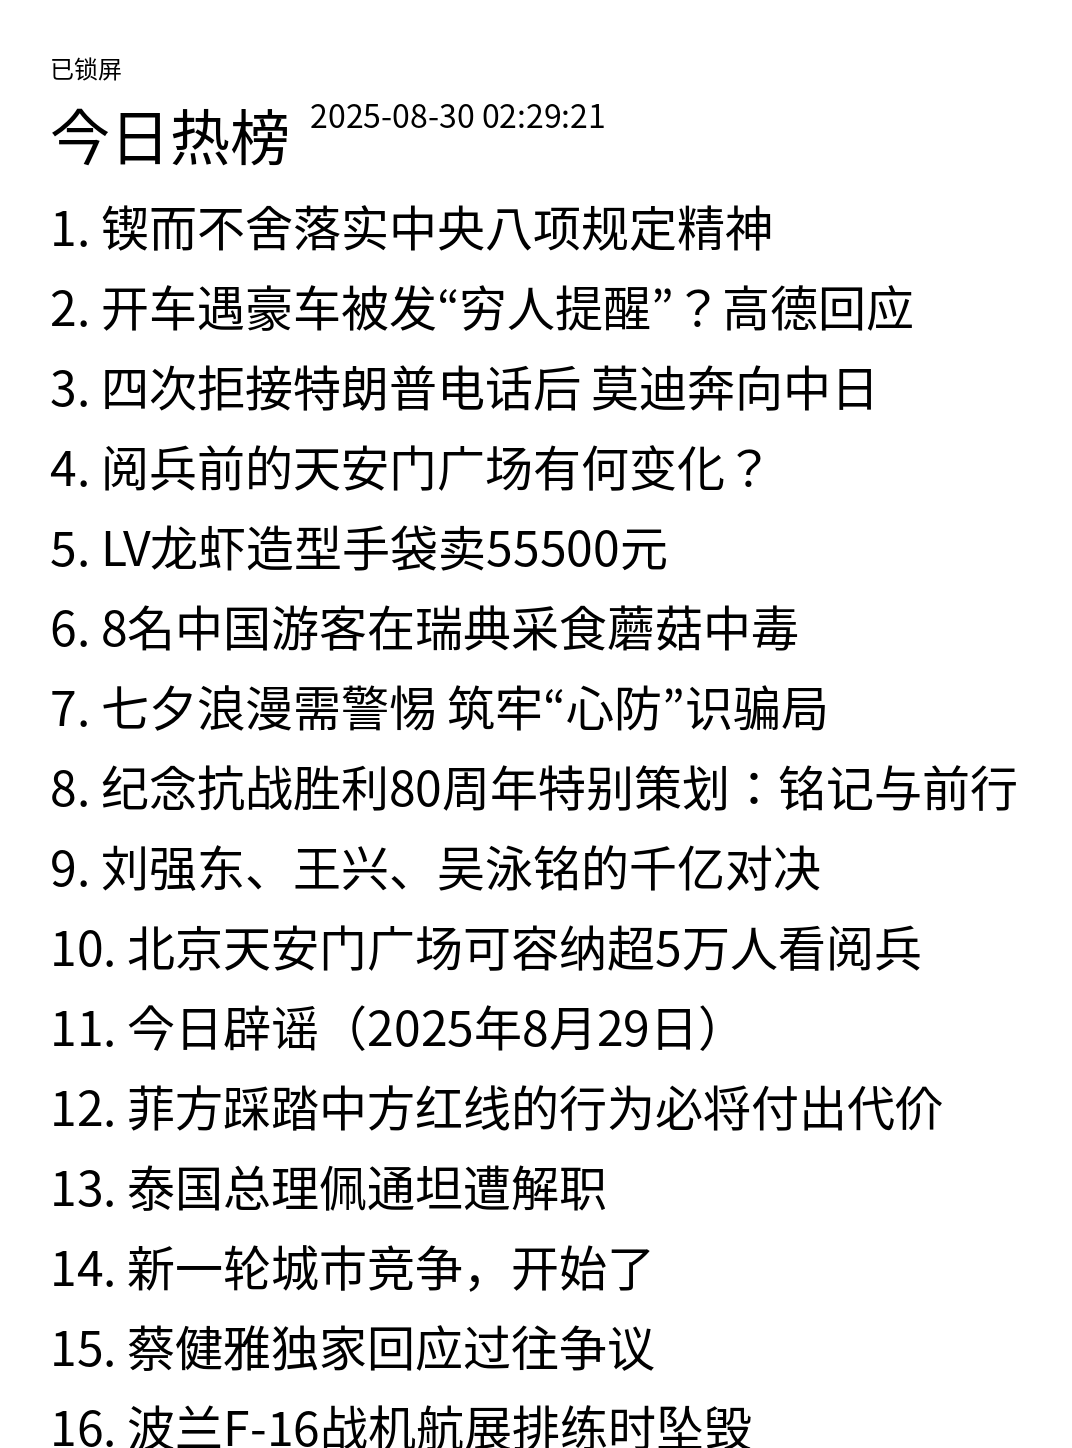 已锁屏
今日热榜 2025-08-30 02:29:21
1. 锲而不舍落实中央八项规定精神
2. 开车遇豪车被发“穷人提醒”？高德回应
3. 四次拒接特朗普电话后 莫迪奔向中日
4. 阅兵前的天安门广场有何变化？
5. LV龙虾造型手袋卖55500元
6. 8名中国游客在瑞典采食蘑菇中毒
7. 七夕浪漫需警惕 筑牢“心防”识骗局
8. 纪念抗战胜利80周年特别策划：铭记与前行
9. 刘强东、王兴、吴泳铭的千亿对决
10. 北京天安门广场可容纳超5万人看阅兵
11. 今日辟谣（2025年8月29日）
12. 菲方踩踏中方红线的行为必将付出代价
13. 泰国总理佩通坦遭解职
14. 新一轮城市竞争，开始了
15. 蔡健雅独家回应过往争议
16. 波兰F-16战机航展排练时坠毁